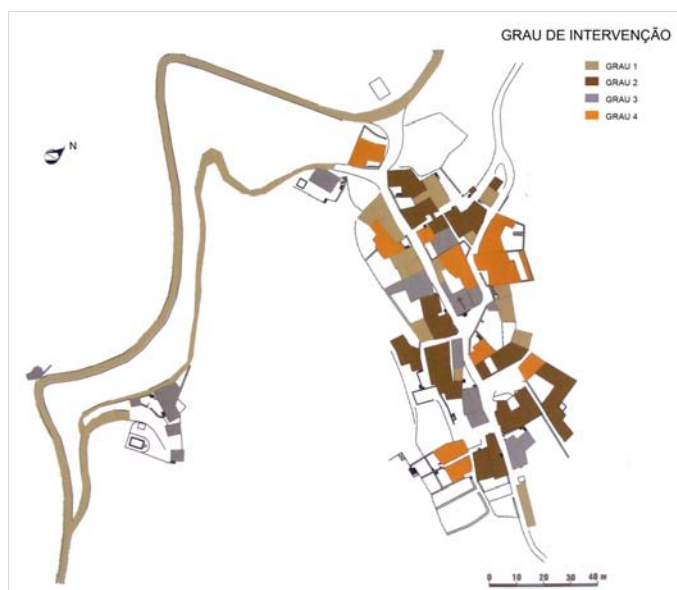 GRAU DE INTERVENÇÃO
GRAU 1
GRAU 2
GRAU 3
GRAU 4
N
0 10 20 30 40 m